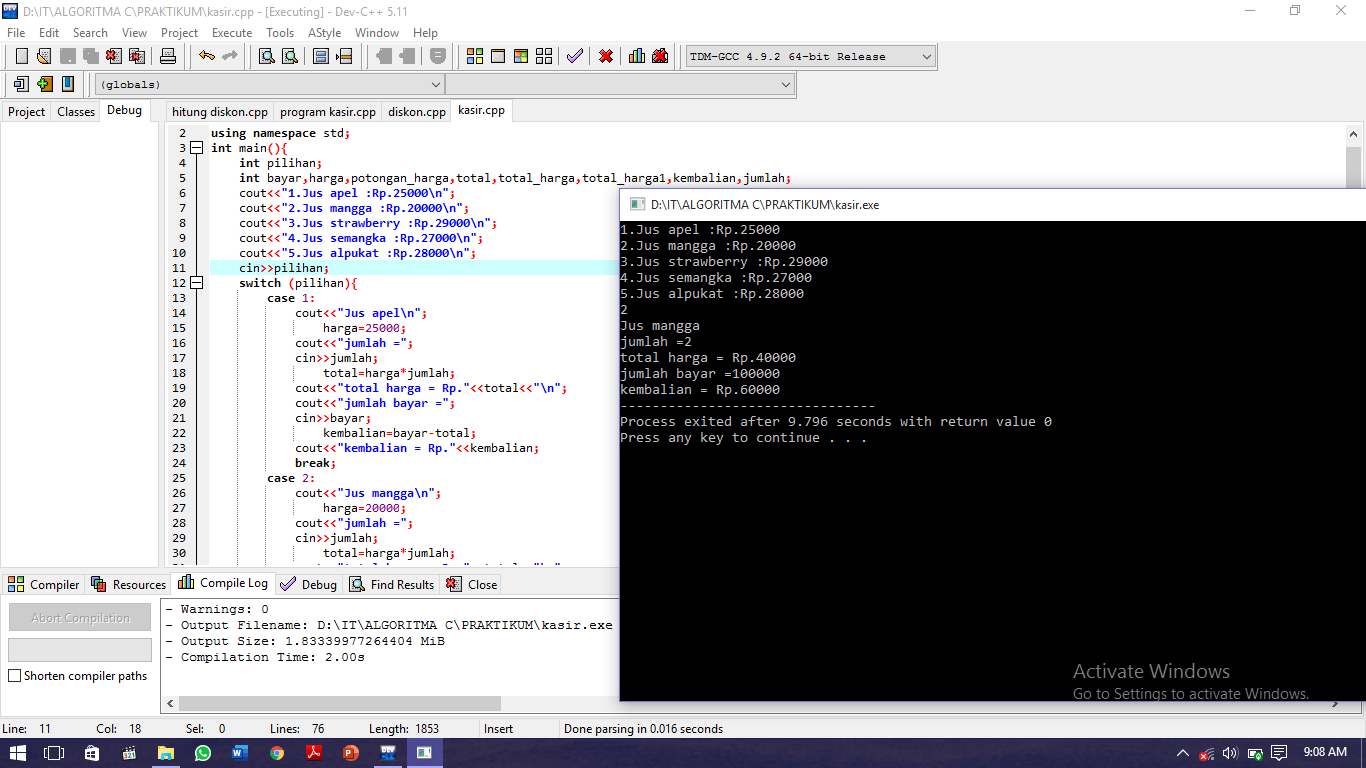 D:\IT\ALGORITMA C\PRAKTIKUM\kasir.cpp - [Executing] - Dev-C++ 5.11
File Edit Search View Project Execute Tools AStyle Window Help
TDM-GCC 4.9.2 64-bit Release
(globals)
Project Classes Debug
hitung diskon.cpp program kasir.cpp diskon.cpp kasir.cpp
2 using namespace std;
3 int main(){
4 int pilihan;
5 int bayar,harga,potongan_harga,total,total_harga,total_harga1,kembalian,jumlah;
6 cout<<"1.Jus apel :Rp.25000\n";
7 cout<<"2.Jus mangga :Rp.20000\n";
8 cout<<"3.Jus strawberry :Rp.29000\n";
9 cout<<"4.Jus semangka :Rp.27000\n";
10 cout<<"5.Jus alpukat :Rp.28000\n";
11 cin>>pilihan;
12 switch (pilihan){
13 case 1:
14 cout<<"Jus apel\n";
15 harga=25000;
16 cout<<"jumlah =";
17 cin>>jumlah;
18 total=harga*jumlah;
19 cout<<"total harga = Rp."<<total<<"\n";
20 cout<<"jumlah bayar =";
21 cin>>bayar;
22 kembalian=bayar-total;
23 cout<<"kembalian = Rp."<<kembalian;
24 break;
25 case 2:
26 cout<<"Jus mangga\n";
27 harga=20000;
28 cout<<"jumlah =";
29 cin>>jumlah;
30 total=harga*jumlah;
D:\IT\ALGORITMA C\PRAKTIKUM\kasir.exe
1.Jus apel :Rp.25000
2.Jus mangga :Rp.20000
3.Jus strawberry :Rp.29000
4.Jus semangka :Rp.27000
5.Jus alpukat :Rp.28000
2
Jus mangga
jumlah =2
total harga = Rp.40000
jumlah bayar =100000
kembalian = Rp.60000
--------------------------------
Process exited after 9.796 seconds with return value 0
Press any key to continue . . .
Activate Windows
Go to Settings to activate Windows.
Compiler Resources Compile Log Debug Find Results Close
Abort Compilation
Shorten compiler paths
- Warnings: 0
- Output Filename: D:\IT\ALGORITMA C\PRAKTIKUM\kasir.exe
- Output Size: 1.83339977264404 MiB
- Compilation Time: 2.00s
Line: 11 Col: 18 Sel: 0 Lines: 76 Length: 1853 Insert Done parsing in 0.016 seconds
9:08 AM